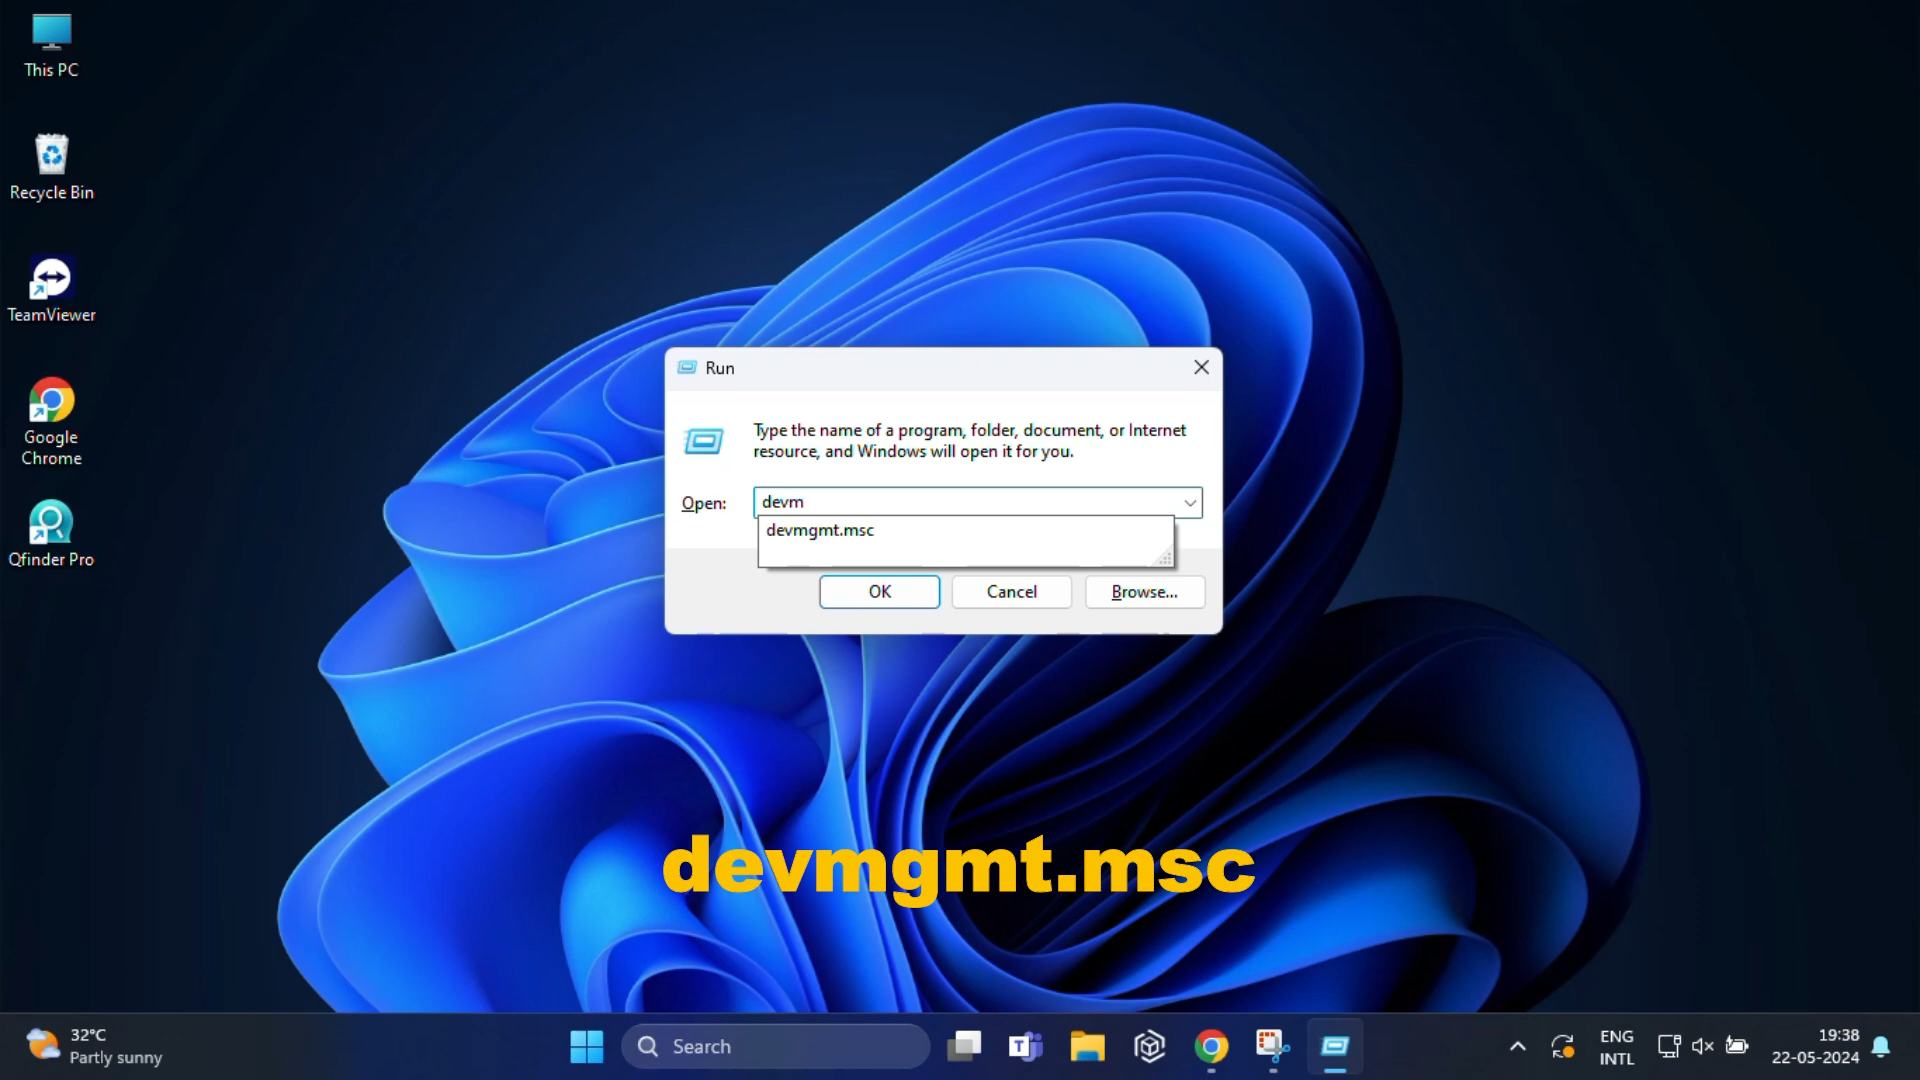 This PC
Recycle Bin
TeamViewer
Google
Chrome
Qfinder Pro
Run
Type the name of a program, folder, document, or Internet
resource, and Windows will open it for you.
Open:
devm
devmgmt.msc
OK
Cancel
Browse...
devmgmt.msc
32°C
Partly sunny
Search
T
ENG
INTL
19:38
22-05-2024